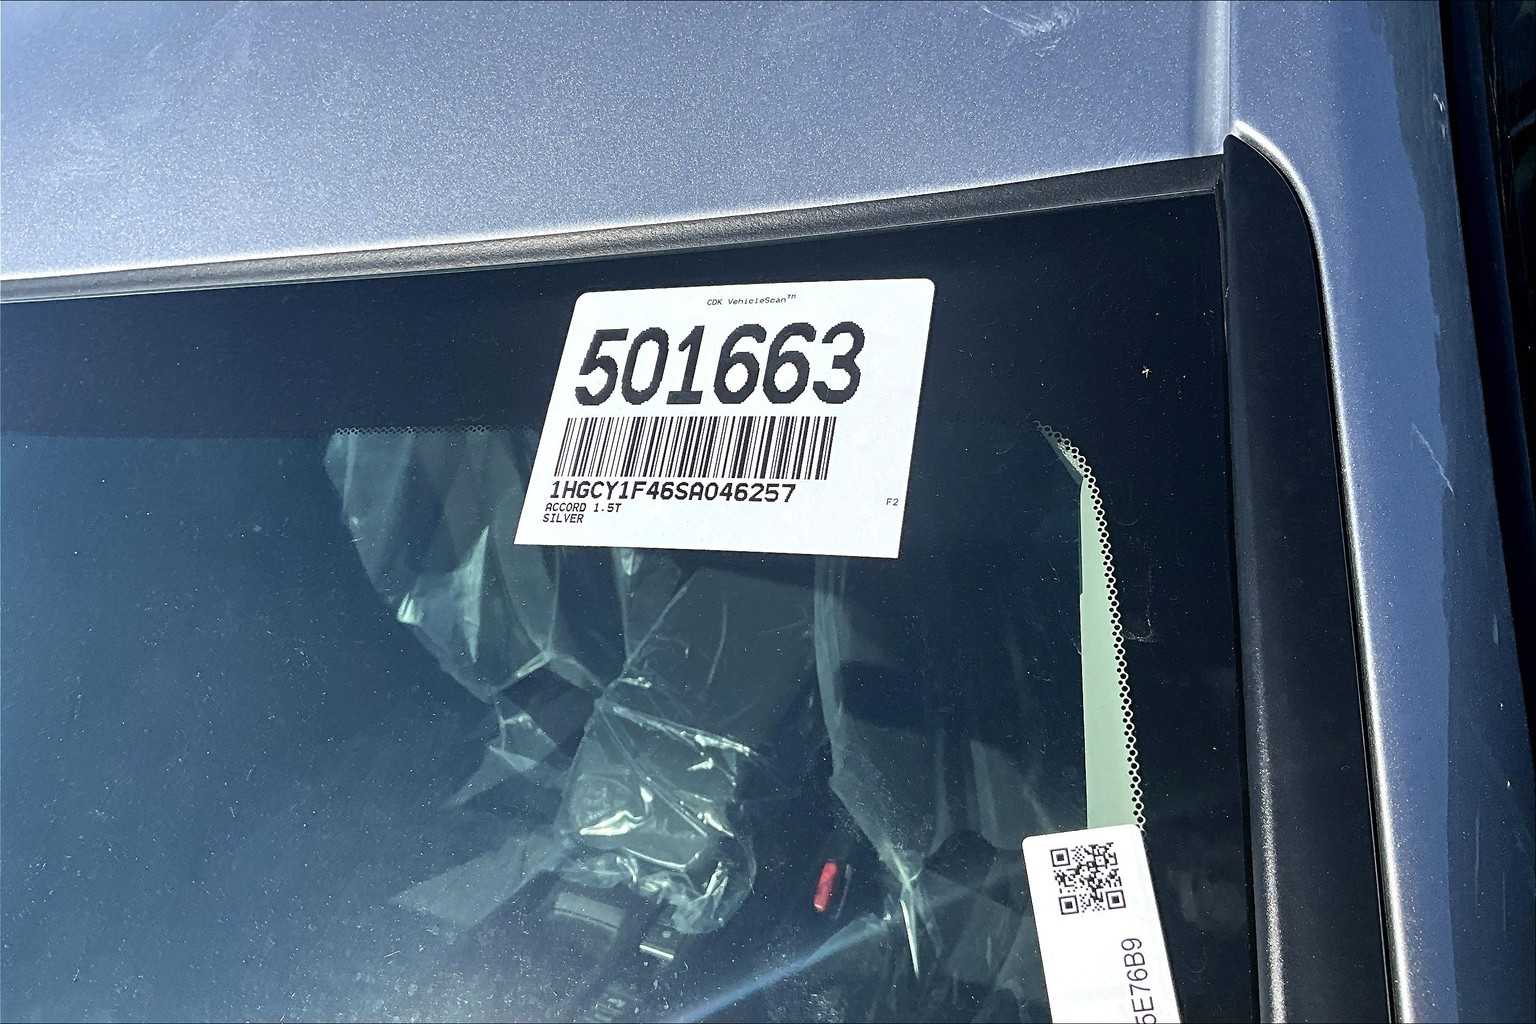 CDK VehicleScan™
501663
1HGCY1F46SA046257
ACCORD 1.5T
SILVER
F2
5E76B9